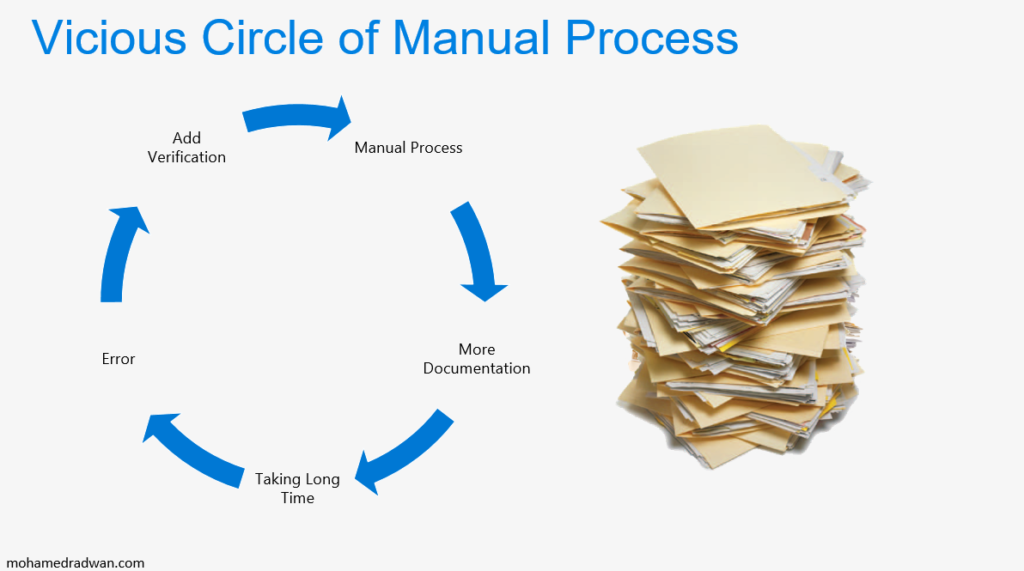 Vicious Circle of Manual Process
Add
Verification
Manual Process
More
Documentation
Taking Long
Time
Error
mohamedradwan.com